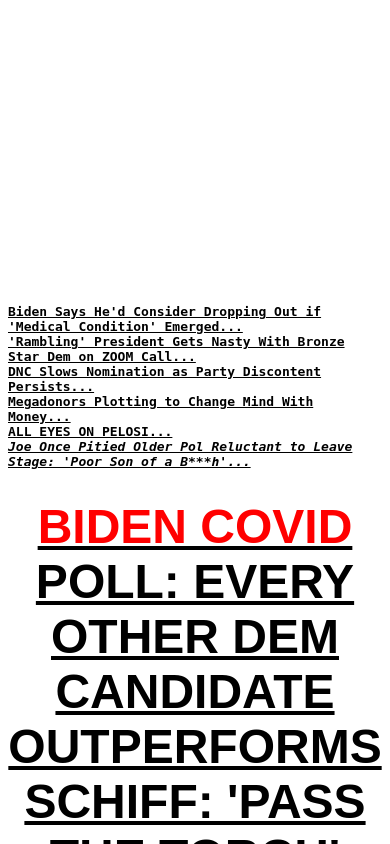 Biden Says He'd Consider Dropping Out if
'Medical Condition' Emerged...
'Rambling' President Gets Nasty With Bronze
Star Dem on ZOOM Call...
DNC Slows Nomination as Party Discontent
Persists...
Megadonors Plotting to Change Mind With
Money...
ALL EYES ON PELOSI...
Joe Once Pitied Older Pol Reluctant to Leave
Stage: 'Poor Son of a B***h'...
BIDEN COVID
POLL: EVERY
OTHER DEM
CANDIDATE
OUTPERFORMS
SCHIFF: 'PASS
THE TORCH'